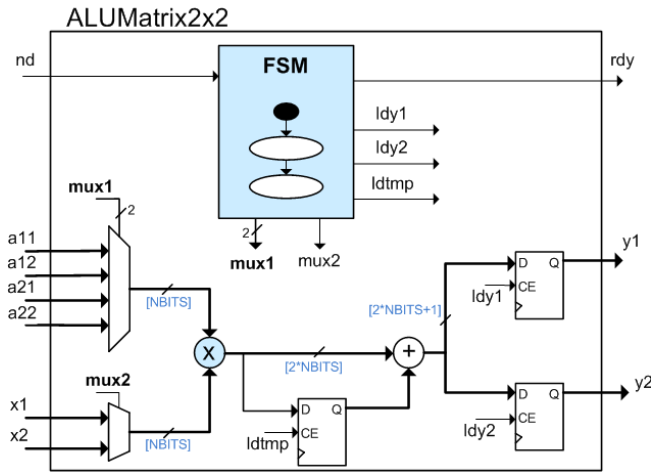 ALUMatrix2x2
nd
FSM
rdy
ldy1
ldy2
ldtmp
mux1
2
2
mux1
mux2
a11
a12
a21
a22
[NBITS]
D
Q
CE
ldy1
y1
[2*NBITS+1]
X
+
[2*NBITS]
mux2
x1
x2
[NBITS]
D
Q
CE
ldtmp
D
Q
CE
ldy2
y2